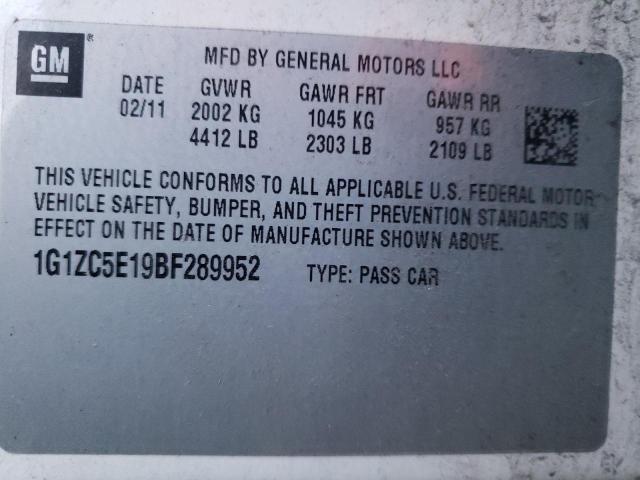 GM®
MFD BY GENERAL MOTORS LLC
DATE GVWR GAWR FRT GAWR RR
02/11 2002 KG 1045 KG 957 KG
4412 LB 2303 LB 2109 LB
THIS VEHICLE CONFORMS TO ALL APPLICABLE U.S. FEDERAL MOTOR
VEHICLE SAFETY, BUMPER, AND THEFT PREVENTION STANDARDS IN
EFFECT ON THE DATE OF MANUFACTURE SHOWN ABOVE.
1G1ZC5E19BF289952 TYPE: PASS CAR